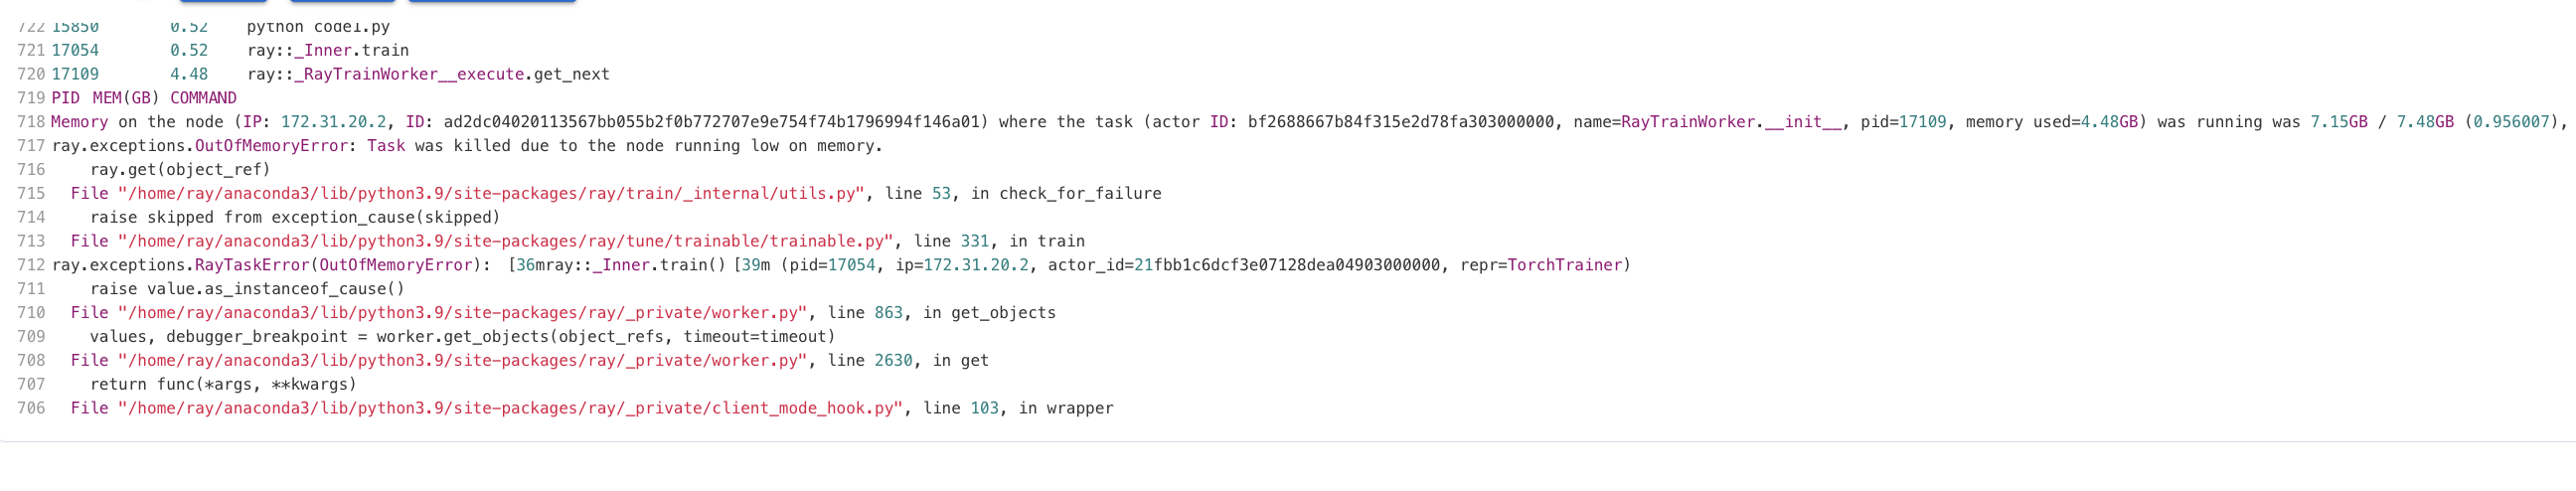 722 15850 0.52 python code1.py
721 17054 0.52 ray::_Inner.train
720 17109 4.48 ray::_RayTrainWorker__execute.get_next
719 PID MEM(GB) COMMAND
718 Memory on the node (IP: 172.31.20.2, ID: ad2dc04020113567bb055b2f0b772707e9e754f74b1796994f146a01) where the task (actor ID: bf2688667b84f315e2d78fa303000000, name=RayTrainWorker.__init__, pid=17109, memory used=4.48GB) was running was 7.15GB / 7.48GB (0.956007),
717 ray.exceptions.OutOfMemoryError: Task was killed due to the node running low on memory.
716 ray.get(object_ref)
715 File "/home/ray/anaconda3/lib/python3.9/site-packages/ray/train/_internal/utils.py", line 53, in check_for_failure
714 raise skipped from exception_cause(skipped)
713 File "/home/ray/anaconda3/lib/python3.9/site-packages/ray/tune/trainable/trainable.py", line 331, in train
712 ray.exceptions.RayTaskError(OutOfMemoryError): [36mray::_Inner.train() [39m (pid=17054, ip=172.31.20.2, actor_id=21fbb1c6dcf3e07128dea04903000000, repr=TorchTrainer)
711 raise value.as_instanceof_cause()
710 File "/home/ray/anaconda3/lib/python3.9/site-packages/ray/_private/worker.py", line 863, in get_objects
709 values, debugger_breakpoint = worker.get_objects(object_refs, timeout=timeout)
708 File "/home/ray/anaconda3/lib/python3.9/site-packages/ray/_private/worker.py", line 2630, in get
707 return func(*args, **kwargs)
706 File "/home/ray/anaconda3/lib/python3.9/site-packages/ray/_private/client_mode_hook.py", line 103, in wrapper